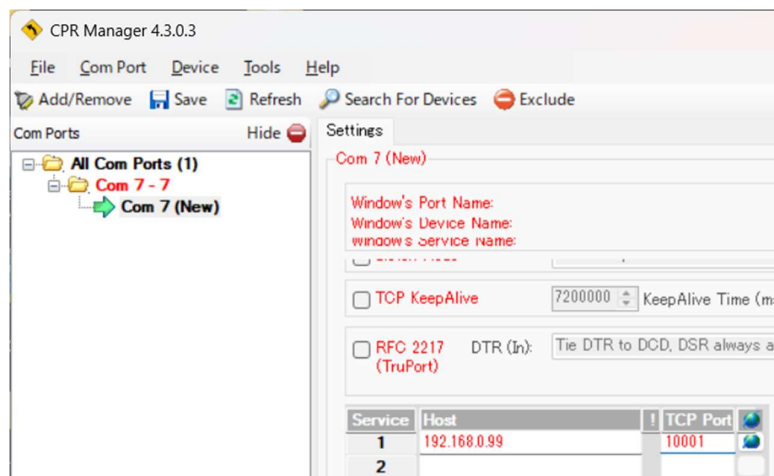 CPR Manager 4.3.0.3
File Com Port Device Tools Help
Add/Remove Save Refresh Search For Devices Exclude
Com Ports Hide Settings
All Com Ports (1)
Com 7 - 7
Com 7 (New)
Com 7 (New)
Window's Port Name:
Window's Device Name:
Window's Service Name:
TCP KeepAlive 7200000 KeepAlive Time (m
RFC 2217 (TruPort) DTR (In): Tie DTR to DCD, DSR always a
Service Host ! TCP Port
1 192.168.0.99 10001
2